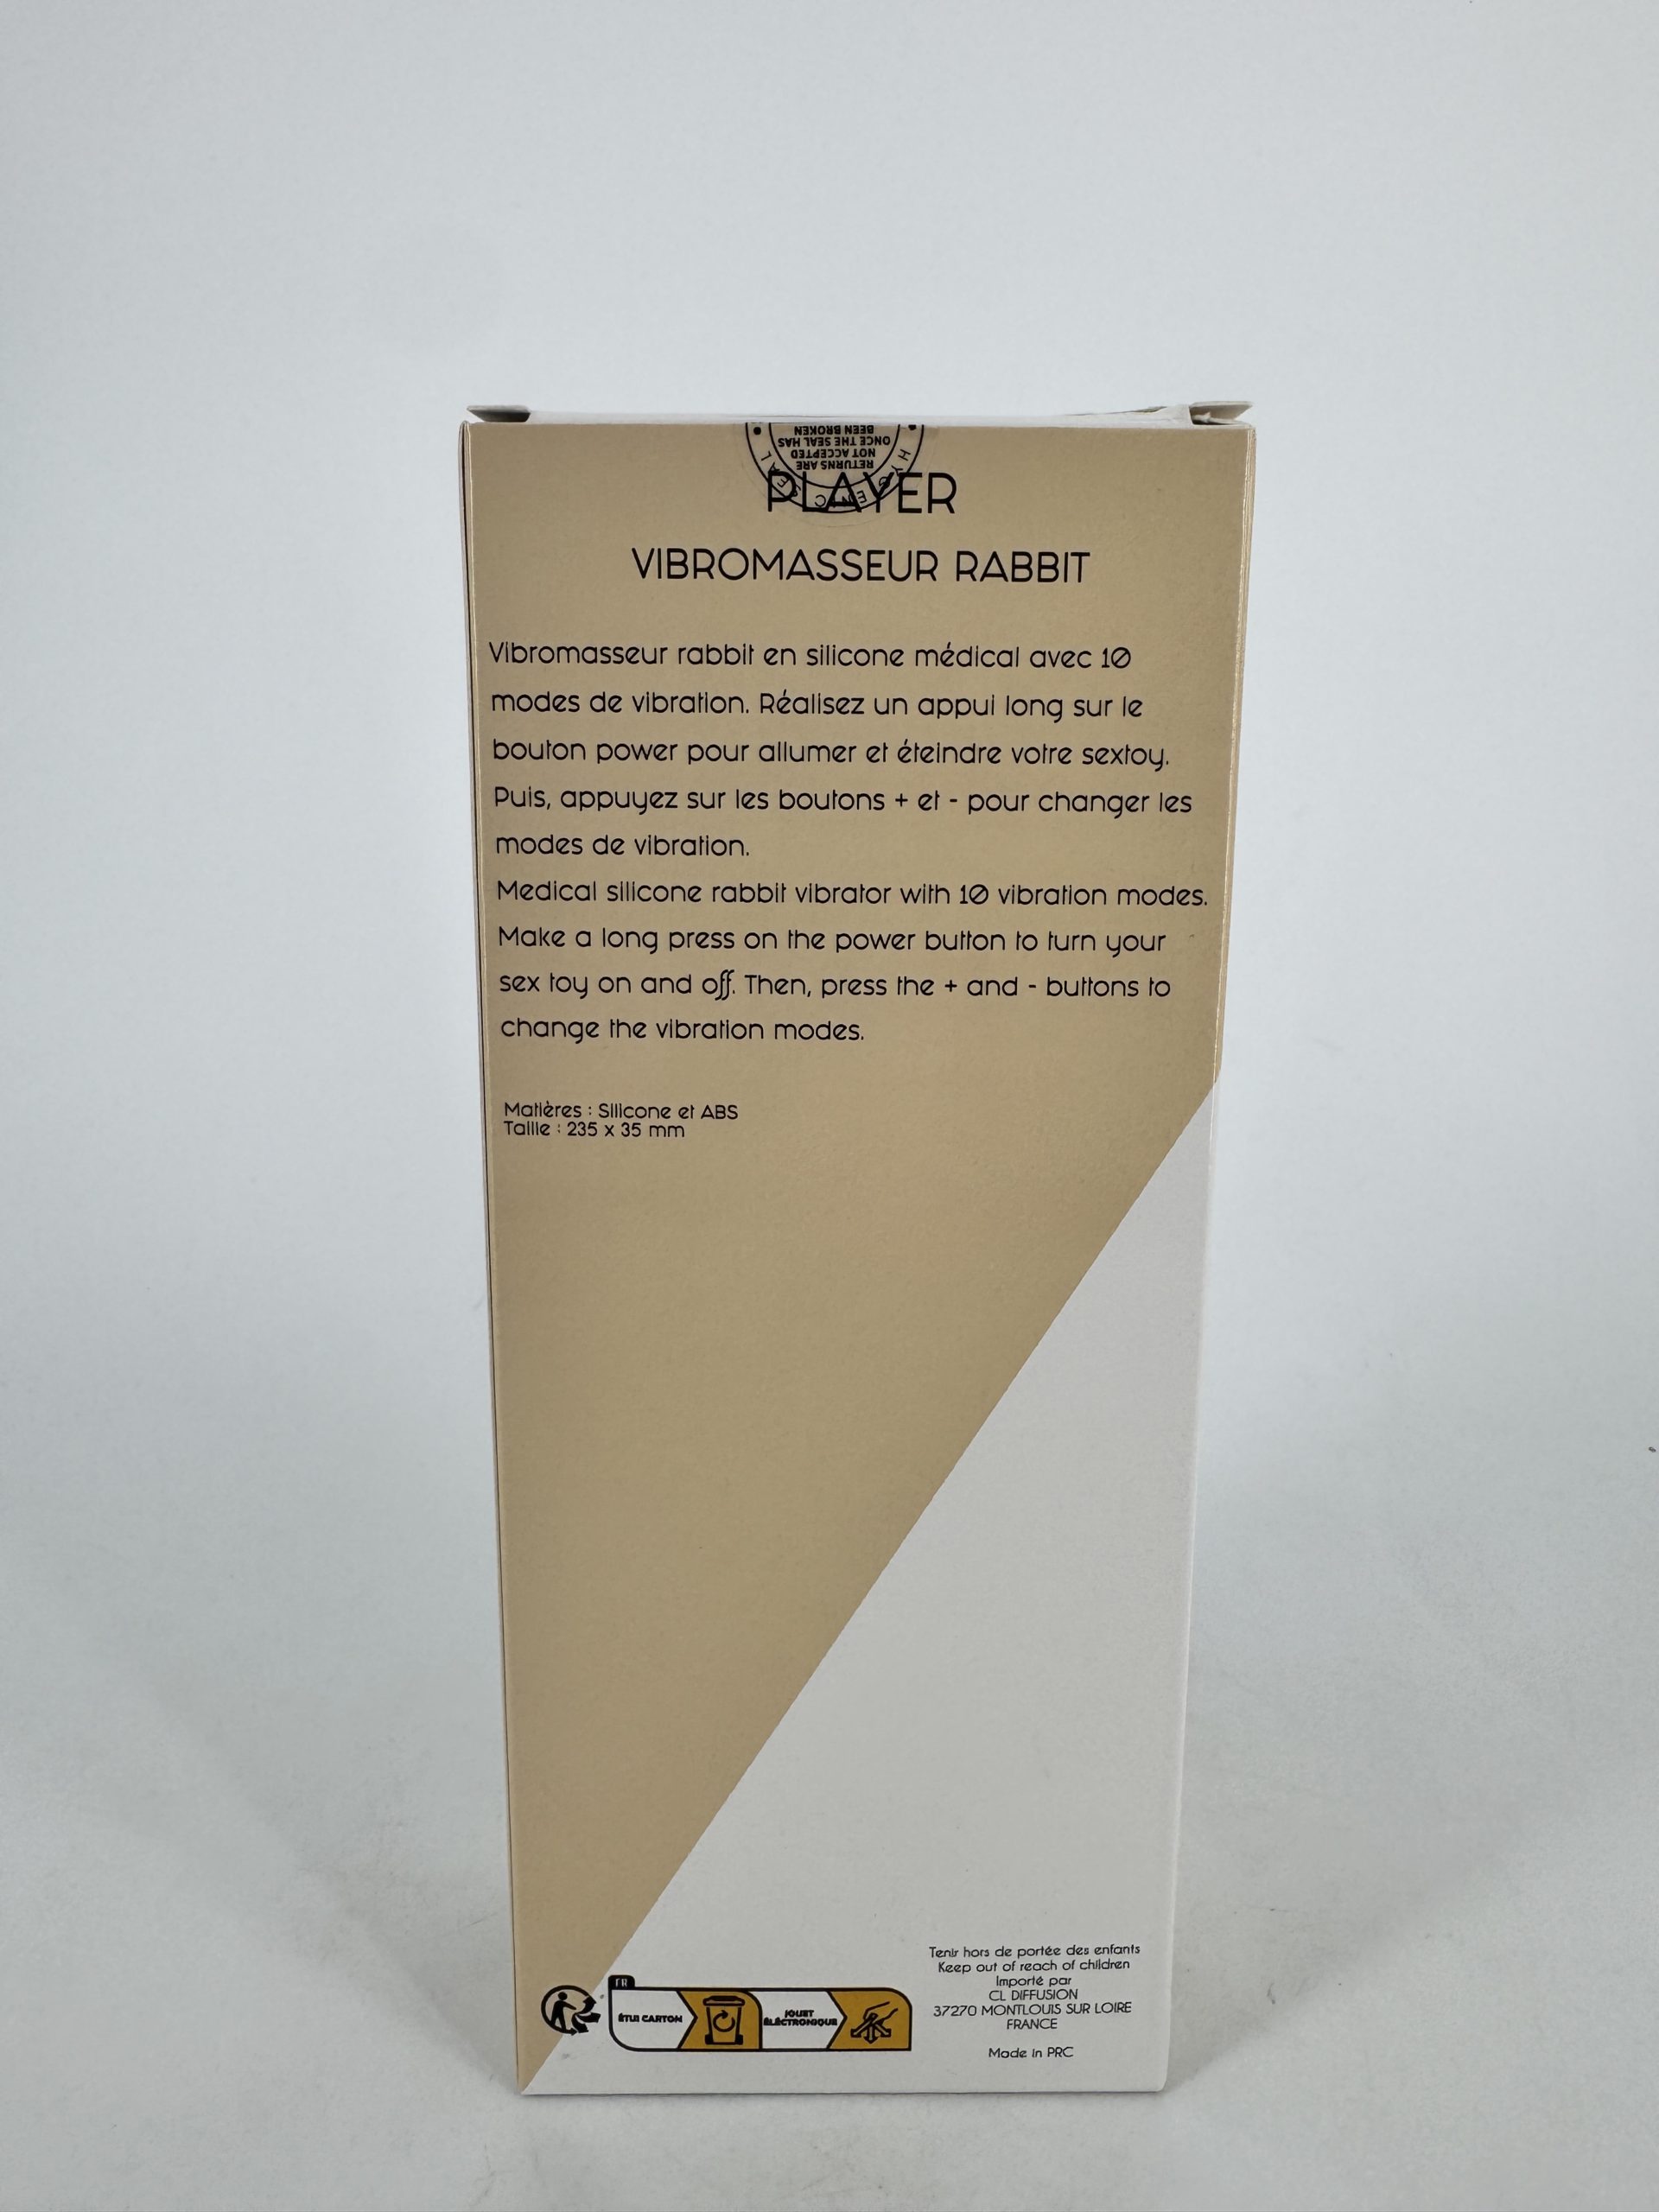 BEEN BROKEN
ONCE THE SEAL HAS
NOT ACCEPTED
RETURNS ARE
HYGIENIC SEAL
PLAYER
VIBROMASSEUR RABBIT
Vibromasseur rabbit en silicone médical avec 10
modes de vibration. Réalisez un appui long sur le
bouton power pour allumer et éteindre votre sextoy.
Puis, appuyez sur les boutons + et - pour changer les
modes de vibration.
Medical silicone rabbit vibrator with 10 vibration modes.
Make a long press on the power button to turn your
sex toy on and off. Then, press the + and - buttons to
change the vibration modes.
Matières : Silicone et ABS
Taille : 235 x 35 mm
FR
ÉTUI CARTON
JOUET
ÉLÉCTRONIQUE
Tenir hors de portée des enfants
Keep out of reach of children
Importé par
CL DIFFUSION
37270 MONTLOUIS SUR LOIRE
FRANCE
Made in PRC